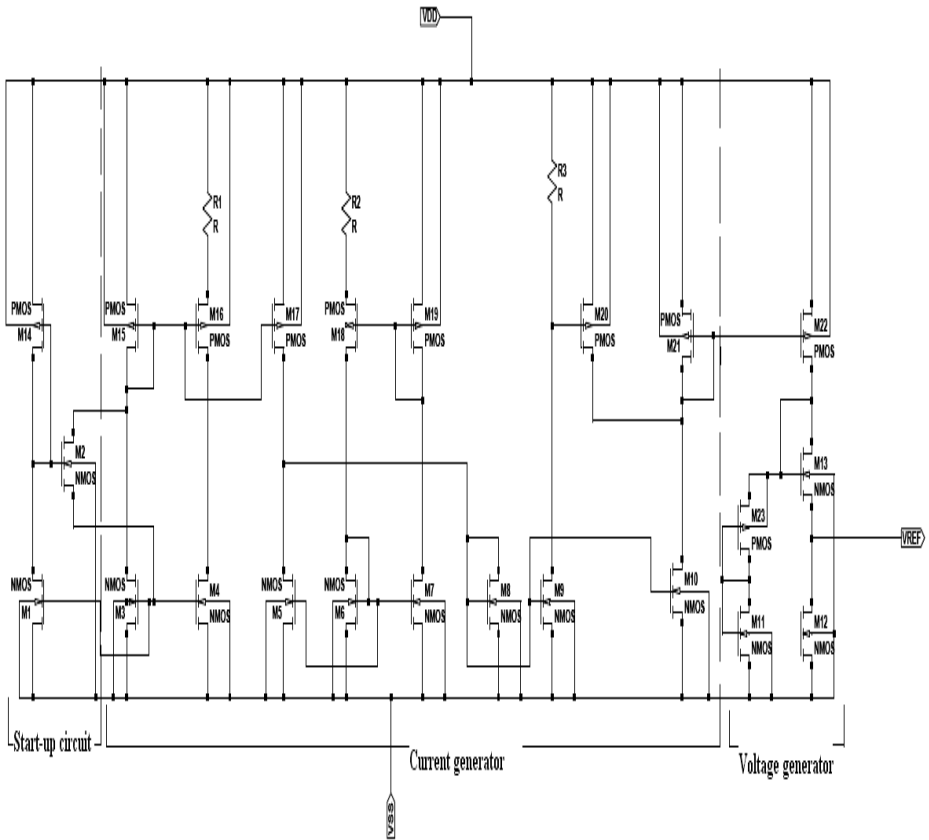 VDD
R1
R
R2
R
R3
R
PMOS
M14
PMOS
M15
M16
PMOS
M17
PMOS
M18
M19
PMOS
M20
PMOS
PMOS
M21
M22
PMOS
M2
NMOS
M13
NMOS
M23
PMOS
VREF
NMOS
M1
NMOS
M3
M4
NMOS
NMOS
M5
NMOS
M6
M7
NMOS
M8
NMOS
M9
NMOS
M10
NMOS
M11
NMOS
M12
NMOS
Start-up circuit
Current generator
Voltage generator
VSS